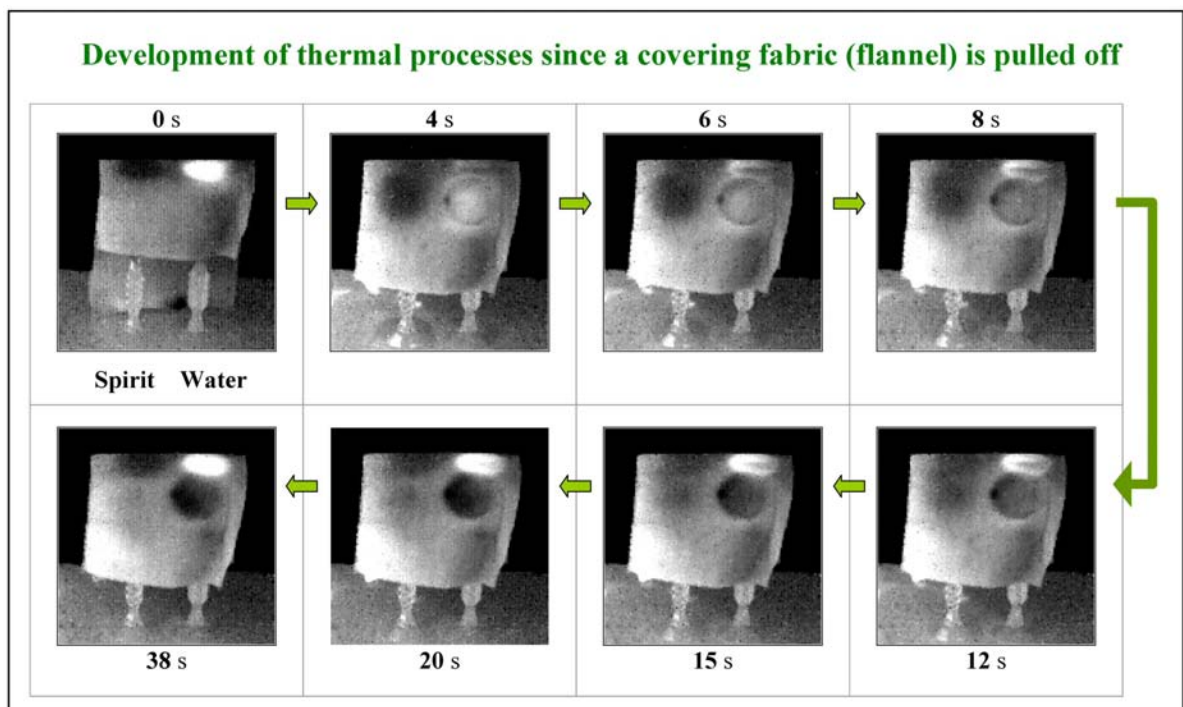 Development of thermal processes since a covering fabric (flannel) is pulled off
0 s
4 s
6 s
8 s
Spirit Water
38 s
20 s
15 s
12 s